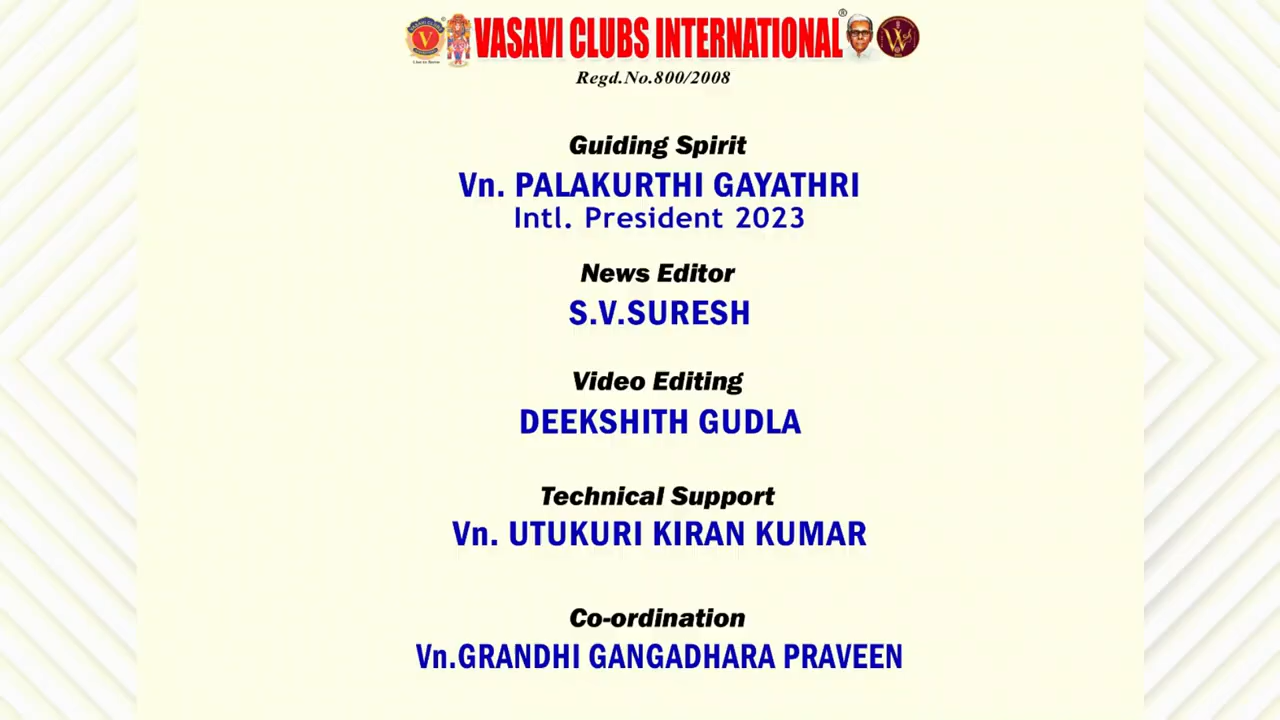 VASAVI CLUBS INTERNATIONAL®
Regd.No.800/2008
Guiding Spirit
Vn. PALAKURTHI GAYATHRI
Intl. President 2023
News Editor
S.V.SURESH
Video Editing
DEEKSHITH GUDLA
Technical Support
Vn. UTUKURI KIRAN KUMAR
Co-ordination
Vn.GRANDHI GANGADHARA PRAVEEN